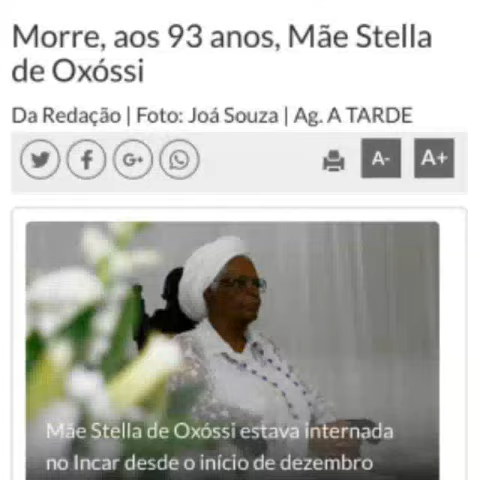 Morre, aos 93 anos, Mãe Stella
de Oxóssi
Da Redação | Foto: Joá Souza | Ag. A TARDE
G+
A-
A+
Mãe Stella de Oxóssi estava internada
no Incar desde o início de dezembro